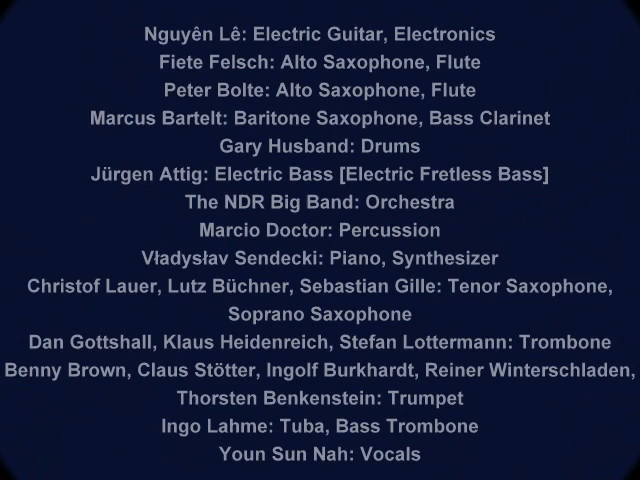 Nguyên Lê: Electric Guitar, Electronics
Fiete Felsch: Alto Saxophone, Flute
Peter Bolte: Alto Saxophone, Flute
Marcus Bartelt: Baritone Saxophone, Bass Clarinet
Gary Husband: Drums
Jürgen Attig: Electric Bass [Electric Fretless Bass]
The NDR Big Band: Orchestra
Marcio Doctor: Percussion
Vładysłav Sendecki: Piano, Synthesizer
Christof Lauer, Lutz Büchner, Sebastian Gille: Tenor Saxophone,
Soprano Saxophone
Dan Gottshall, Klaus Heidenreich, Stefan Lottermann: Trombone
Benny Brown, Claus Stötter, Ingolf Burkhardt, Reiner Winterschladen,
Thorsten Benkenstein: Trumpet
Ingo Lahme: Tuba, Bass Trombone
Youn Sun Nah: Vocals